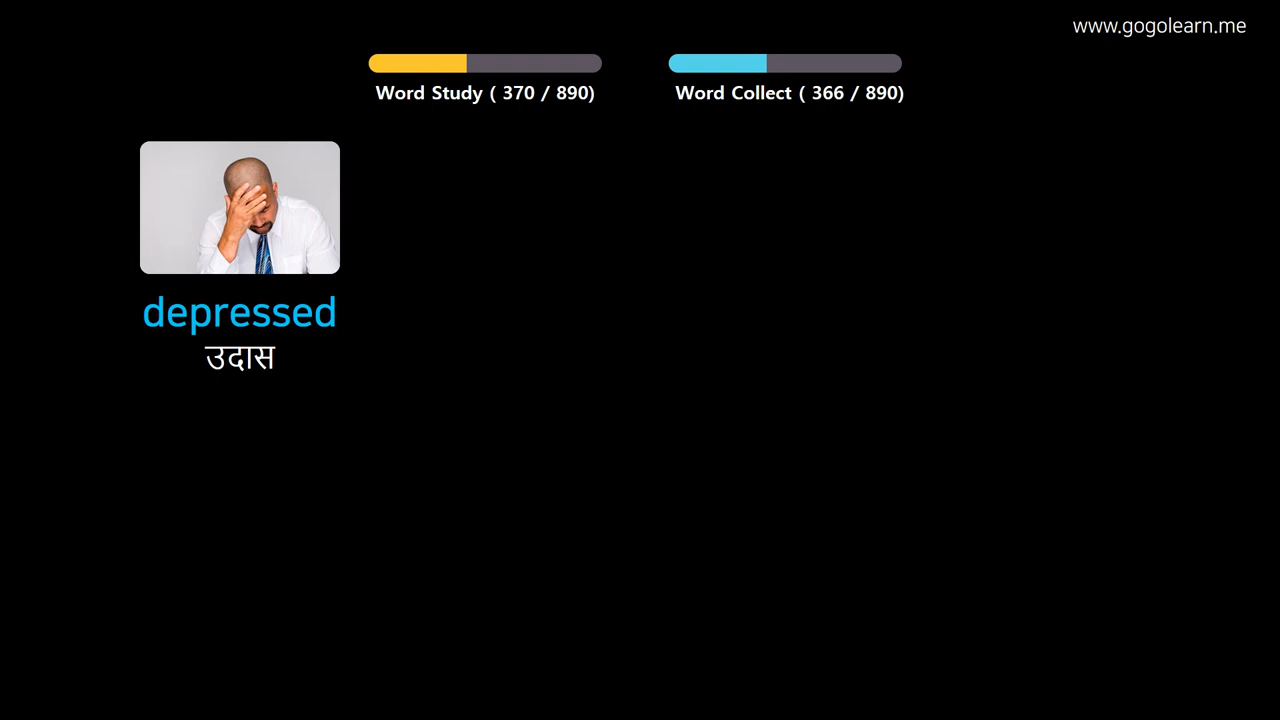 www.gogolearn.me
Word Study ( 370 / 890)
Word Collect ( 366 / 890)
depressed
उदास